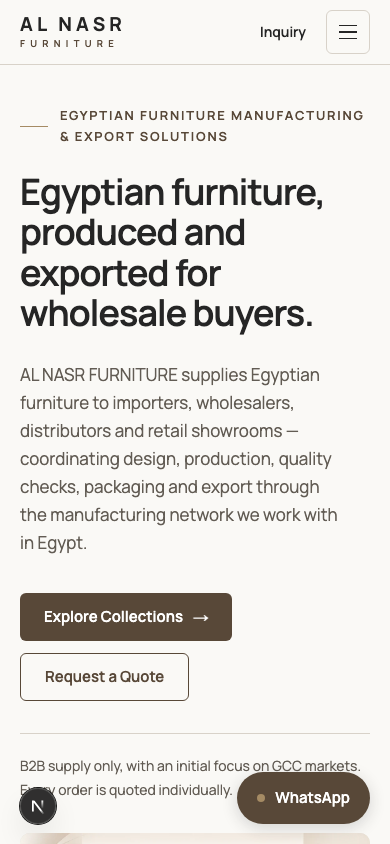 AL NASR
Inquiry
FURNITURE
EGYPTIAN FURNITURE MANUFACTURING
& EXPORT SOLUTIONS
Egyptian furniture,
produced and
exported for
wholesale buyers.
AL NASR FURNITURE supplies Egyptian
furniture to importers, wholesalers,
distributors and retail showrooms —
coordinating design, production, quality
checks, packaging and export through
the manufacturing network we work with
in Egypt.
Explore Collections →
Request a Quote
B2B supply only, with an initial focus on GCC markets.
Every order is quoted individually.
WhatsApp
N